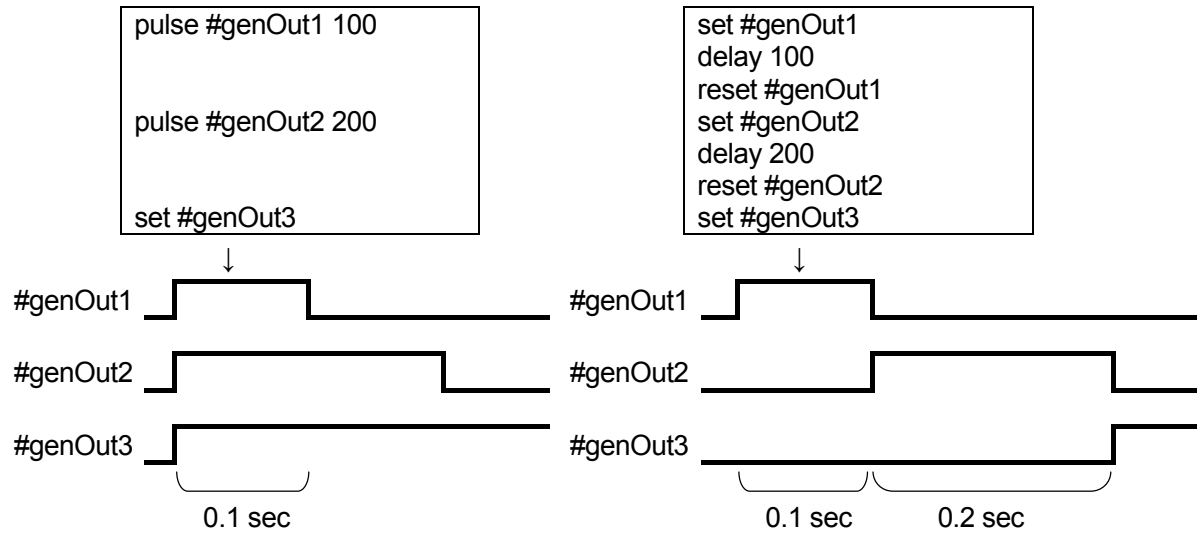 pulse #genOut1 100
pulse #genOut2 200
set #genOut3
↓
#genOut1
#genOut2
#genOut3
0.1 sec
set #genOut1
delay 100
reset #genOut1
set #genOut2
delay 200
reset #genOut2
set #genOut3
↓
#genOut1
#genOut2
#genOut3
0.1 sec
0.2 sec